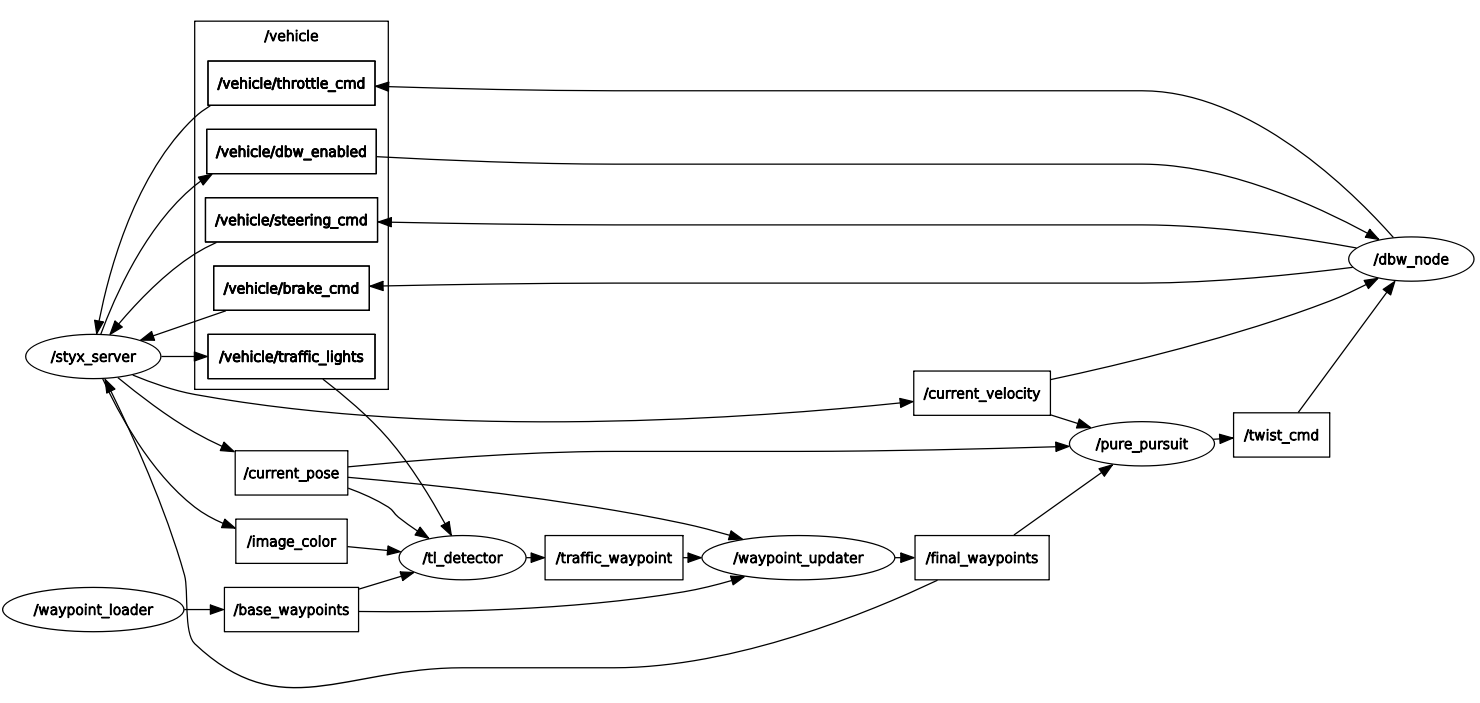 /vehicle
/vehicle/throttle_cmd
/vehicle/dbw_enabled
/vehicle/steering_cmd
/dbw_node
/vehicle/brake_cmd
/styx_server
/vehicle/traffic_lights
/current_velocity
/twist_cmd
/pure_pursuit
/current_pose
/image_color
/tl_detector
/traffic_waypoint
/waypoint_updater
/final_waypoints
/waypoint_loader
/base_waypoints